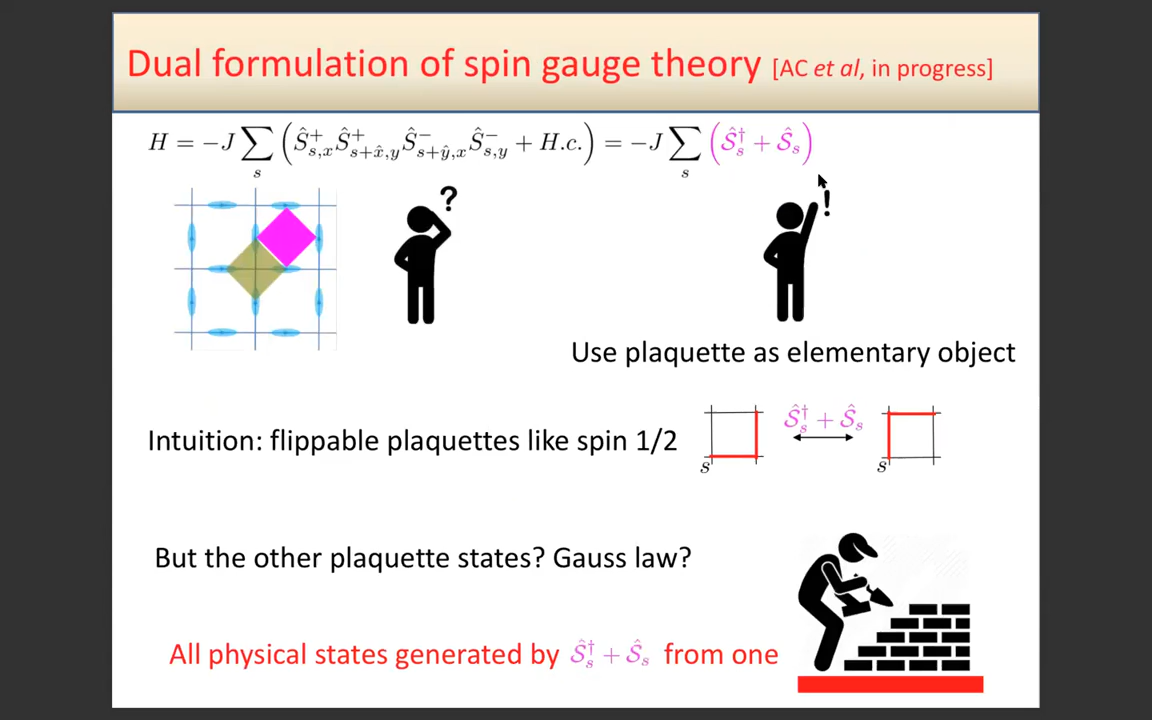 Dual formulation of spin gauge theory [AC et al, in progress]
H = −J ∑_s (Ŝ⁺_{s,x} Ŝ⁺_{s+x̂,y} Ŝ⁻_{s+ŷ,x} Ŝ⁻_{s,y} + H.c.) = −J ∑_s (𝒮̂†_s + 𝒮̂_s)
?
!
Use plaquette as elementary object
Intuition: flippable plaquettes like spin 1/2
s
𝒮̂†_s + 𝒮̂_s
s
But the other plaquette states? Gauss law?
All physical states generated by 𝒮̂†_s + 𝒮̂_s from one